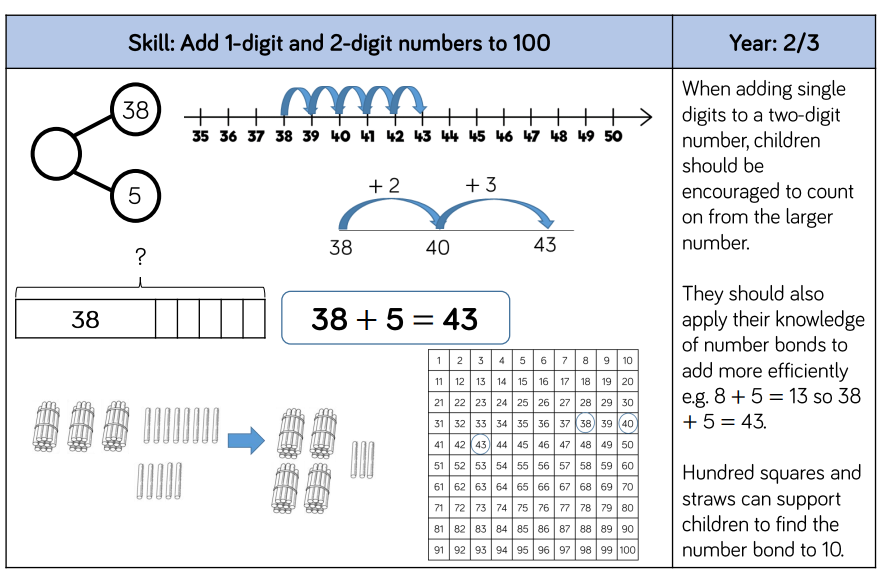 Skill: Add 1-digit and 2-digit numbers to 100
Year: 2/3
38
5
35 36 37 38 39 40 41 42 43 44 45 46 47 48 49 50
+ 2 + 3
38 40 43
?
38
38 + 5 = 43
1 2 3 4 5 6 7 8 9 10
11 12 13 14 15 16 17 18 19 20
21 22 23 24 25 26 27 28 29 30
31 32 33 34 35 36 37 38 39 40
41 42 43 44 45 46 47 48 49 50
51 52 53 54 55 56 57 58 59 60
61 62 63 64 65 66 67 68 69 70
71 72 73 74 75 76 77 78 79 80
81 82 83 84 85 86 87 88 89 90
91 92 93 94 95 96 97 98 99 100
When adding single
digits to a two-digit
number, children
should be
encouraged to count
on from the larger
number.
They should also
apply their knowledge
of number bonds to
add more efficiently
e.g. 8 + 5 = 13 so 38
+ 5 = 43.
Hundred squares and
straws can support
children to find the
number bond to 10.